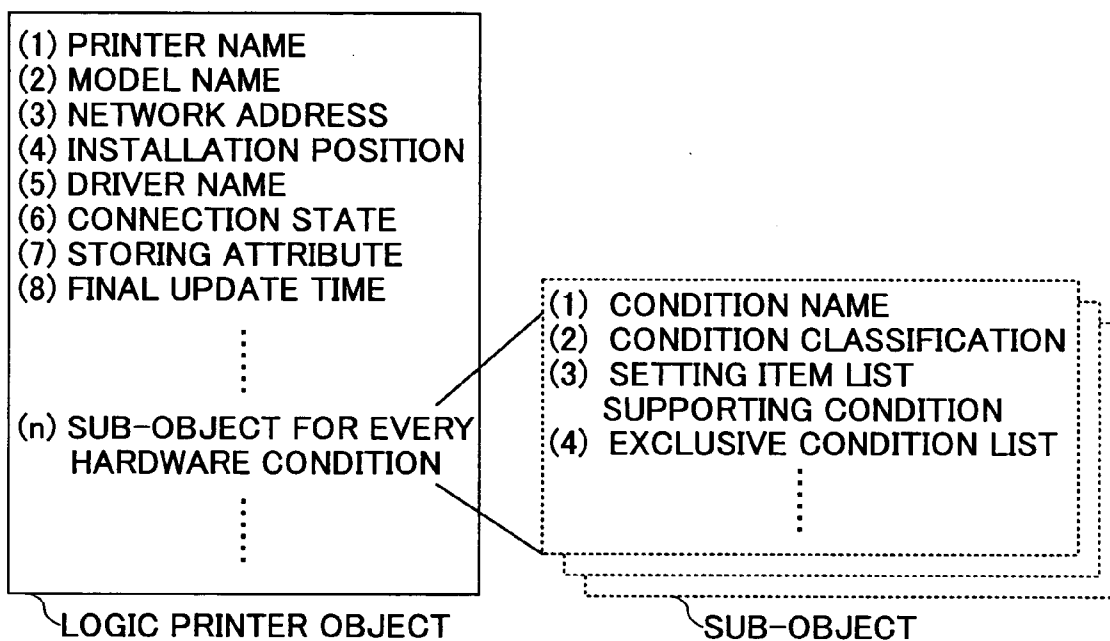 (1) PRINTER NAME
(2) MODEL NAME
(3) NETWORK ADDRESS
(4) INSTALLATION POSITION
(5) DRIVER NAME
(6) CONNECTION STATE
(7) STORING ATTRIBUTE
(8) FINAL UPDATE TIME
(n) SUB-OBJECT FOR EVERY
HARDWARE CONDITION
LOGIC PRINTER OBJECT
(1) CONDITION NAME
(2) CONDITION CLASSIFICATION
(3) SETTING ITEM LIST
SUPPORTING CONDITION
(4) EXCLUSIVE CONDITION LIST
SUB-OBJECT